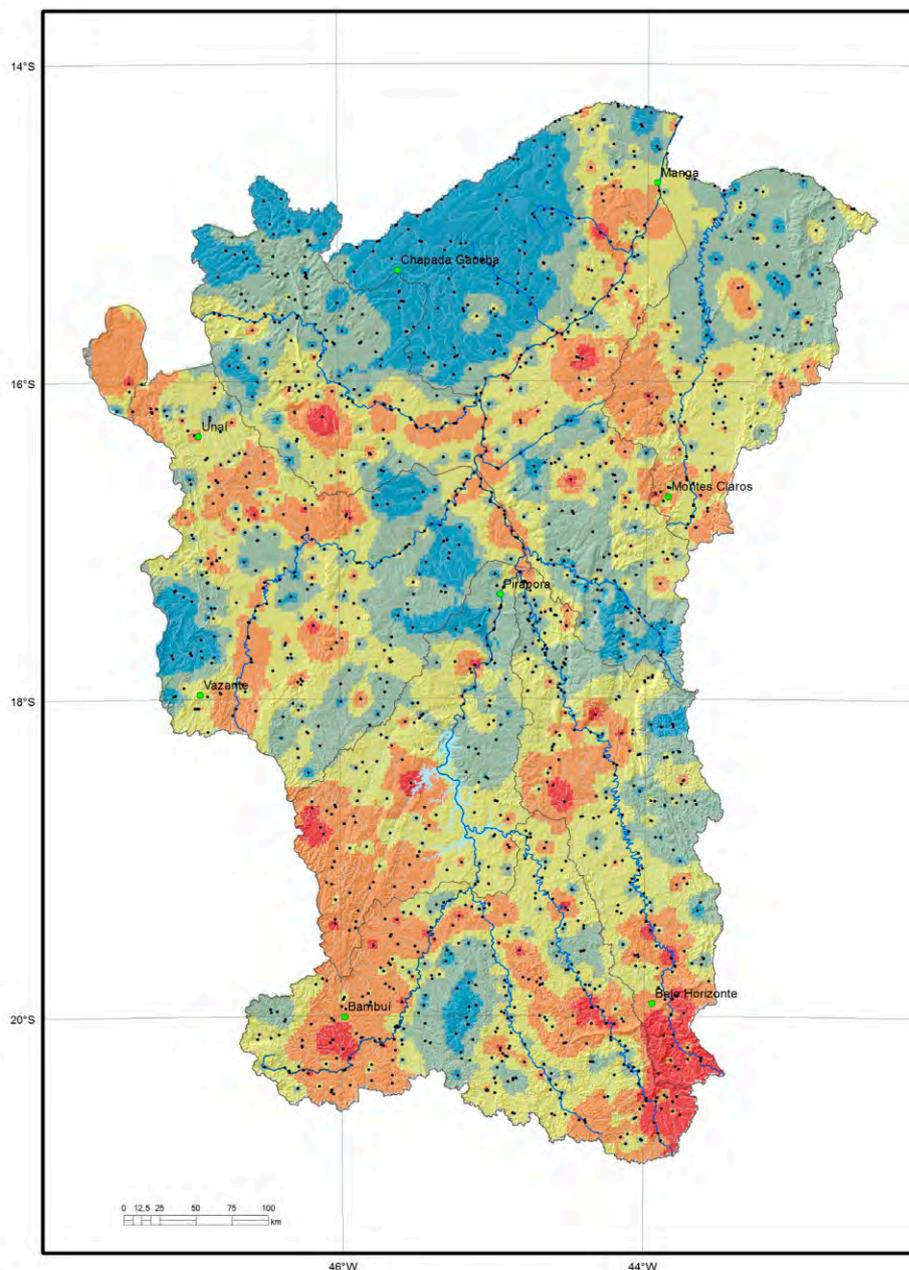 14°S
Manga
Chapada Gaúcha
16°S
Unaí
Montes Claros
Pirapora
18°S
Vazante
Belo Horizonte
20°S
Bambuí
0 12,5 25 50 75 100
km
46°W 44°W